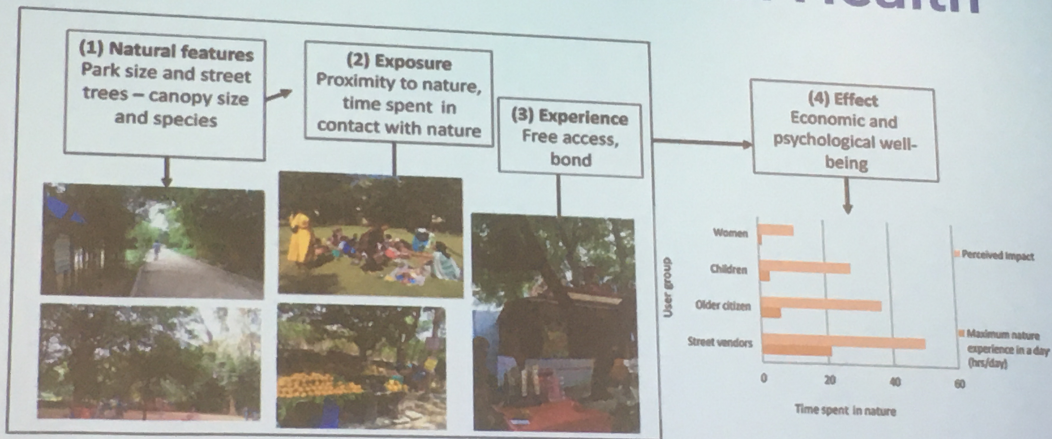 Health
(1) Natural features
Park size and street
trees – canopy size
and species
(2) Exposure
Proximity to nature,
time spent in
contact with nature
(3) Experience
Free access,
bond
(4) Effect
Economic and
psychological well-
being
User group
Women
Children
Older citizen
Street vendors
0 20 40 60
Time spent in nature
Perceived impact
Maximum nature
experience in a day
(hrs/day)